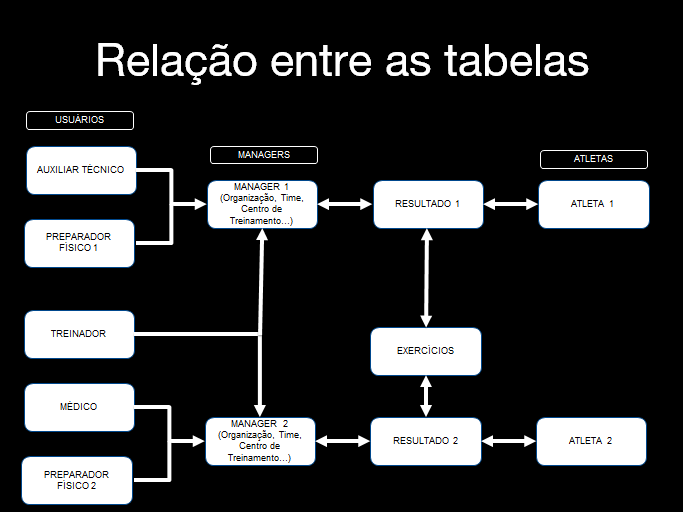 Relação entre as tabelas
USUÁRIOS
MANAGERS
ATLETAS
AUXILIAR TÉCNICO
MANAGER 1
(Organização, Time,
Centro de
Treinamento...)
RESULTADO 1
ATLETA 1
PREPARADOR
FÍSICO 1
TREINADOR
EXERCÍCIOS
MÉDICO
MANAGER 2
(Organização, Time,
Centro de
Treinamento...)
RESULTADO 2
ATLETA 2
PREPARADOR
FÍSICO 2